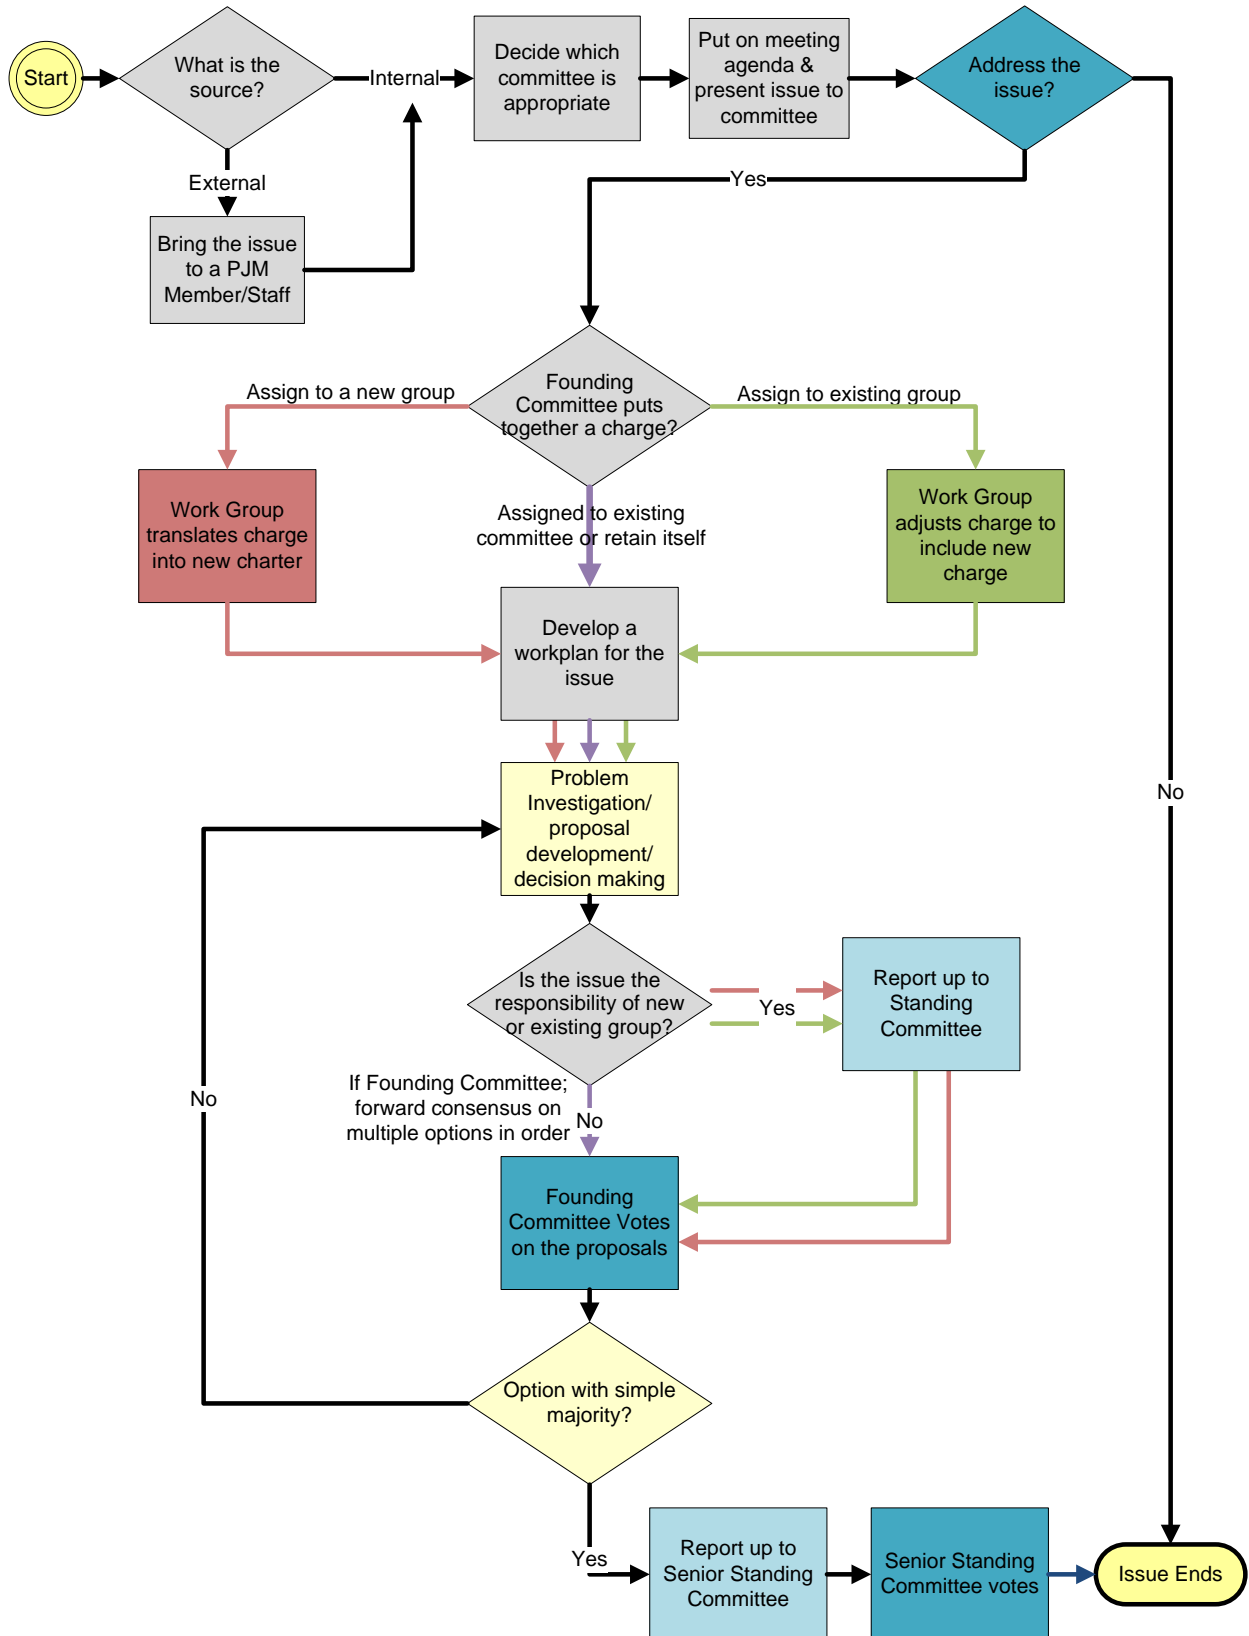 Start
What is the
source?
Internal
Decide which
committee is
appropriate
Put on meeting
agenda &
present issue to
committee
Address the
issue?
External
Yes
Bring the issue
to a PJM
Member/Staff
Founding
Committee puts
together a charge?
Assign to a new group
Assign to existing group
Work Group
translates charge
into new charter
Assigned to existing
committee or retain itself
Work Group
adjusts charge to
include new
charge
Develop a
workplan for the
issue
No
Problem
Investigation/
proposal
development/
decision making
Is the issue the
responsibility of new
or existing group?
Yes
Report up to
Standing
Committee
No
If Founding Committee;
forward consensus on
multiple options in order
No
Founding
Committee Votes
on the proposals
Option with simple
majority?
Yes
Report up to
Senior Standing
Committee
Senior Standing
Committee votes
Issue Ends